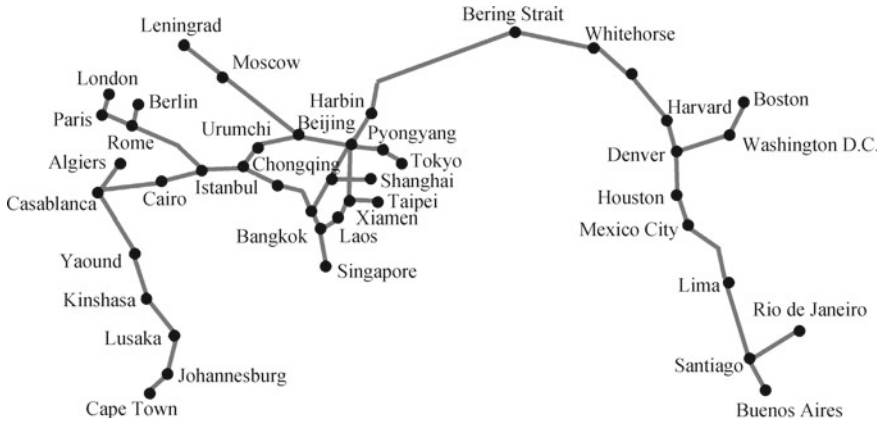 Bering Strait
Leningrad
Whitehorse
Moscow
London
Berlin
Harbin
Harvard
Boston
Paris
Urumchi
Beijing
Rome
Pyongyang
Washington D.C.
Algiers
Chongqing
Tokyo
Denver
Istanbul
Shanghai
Cairo
Casablanca
Taipei
Houston
Xiamen
Mexico City
Bangkok
Laos
Yaound
Singapore
Kinshasa
Lima
Rio de Janeiro
Lusaka
Santiago
Johannesburg
Cape Town
Buenos Aires